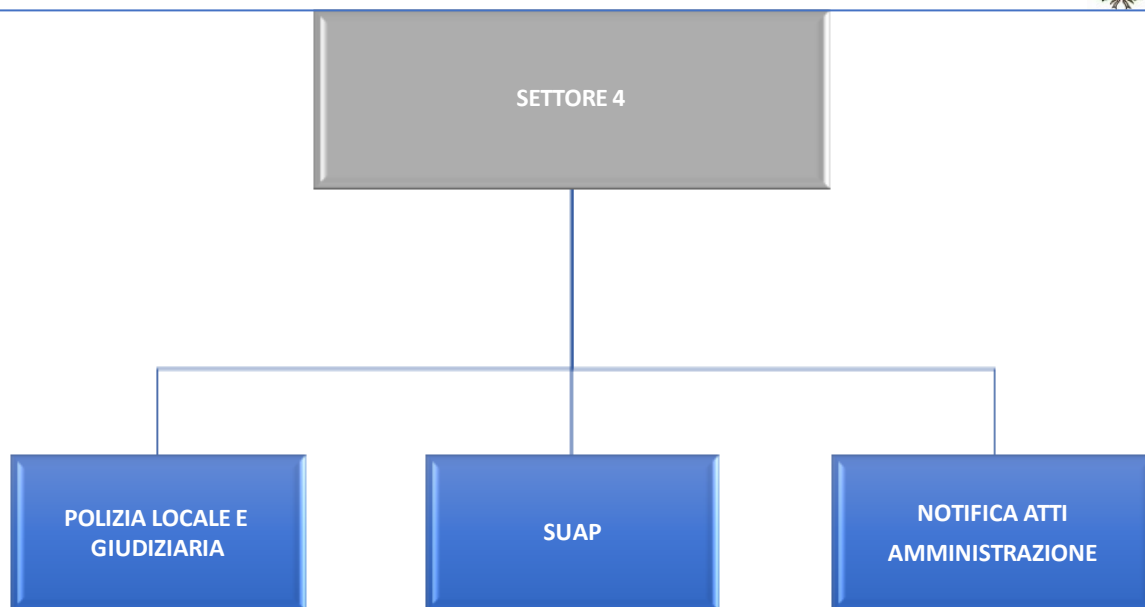 SETTORE 4
POLIZIA LOCALE E
GIUDIZIARIA
SUAP
NOTIFICA ATTI
AMMINISTRAZIONE